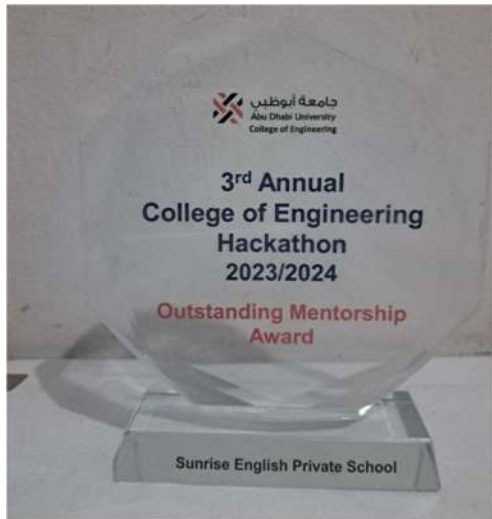 جامعة أبوظبي
Abu Dhabi University
College of Engineering
3rd Annual
College of Engineering
Hackathon
2023/2024
Outstanding Mentorship
Award
Sunrise English Private School